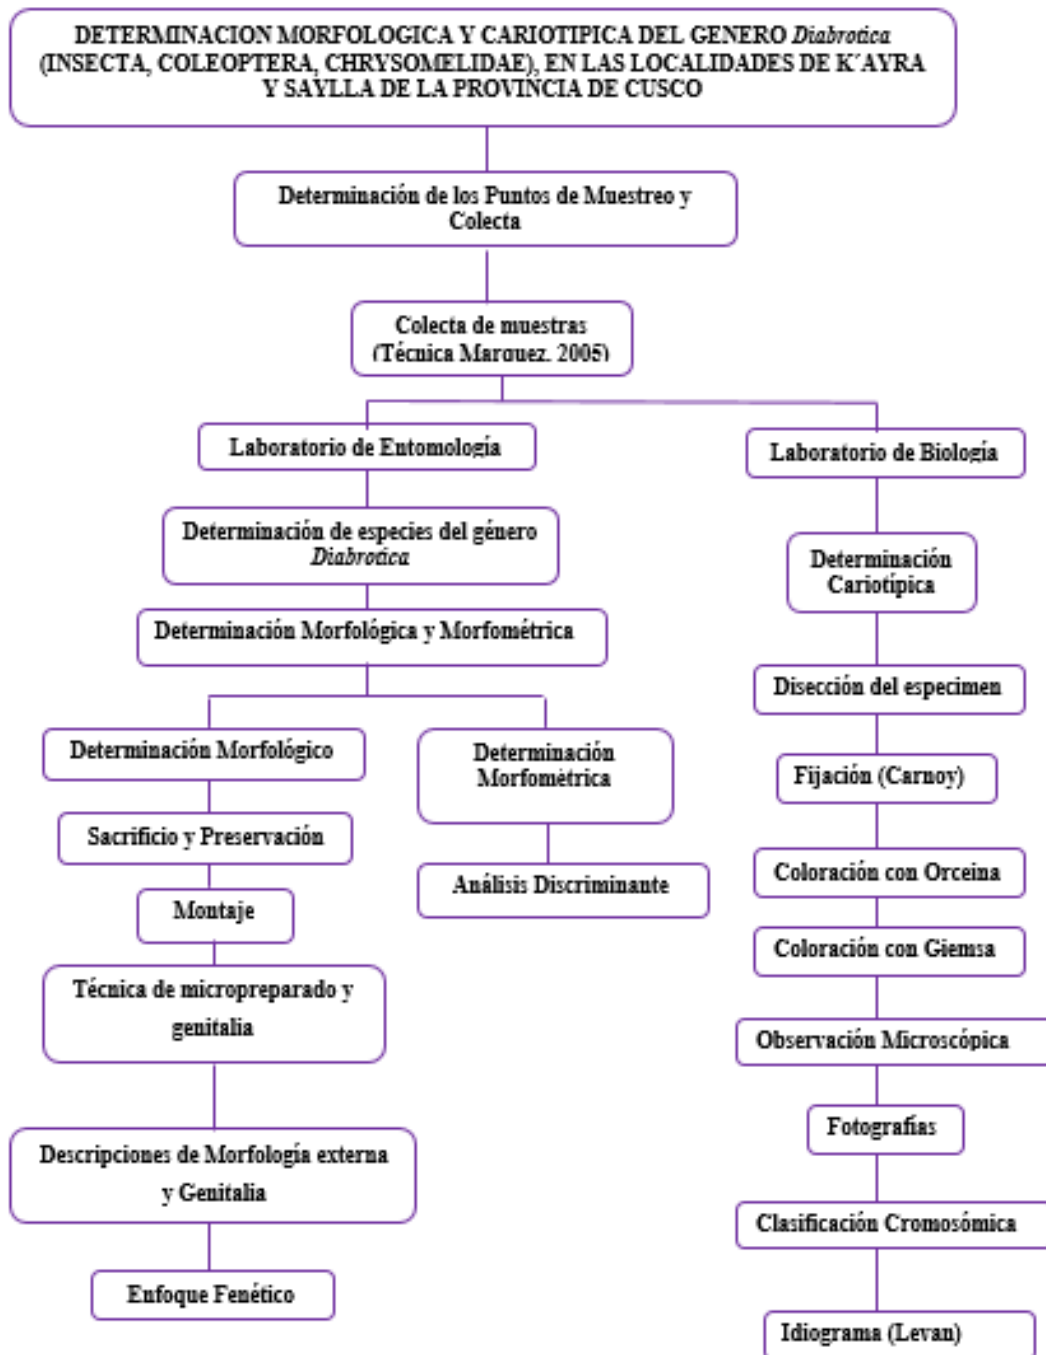 DETERMINACION MORFOLOGICA Y CARIOTIPICA DEL GENERO Diabrotica
(INSECTA, COLEOPTERA, CHRYSOMELIDAE), EN LAS LOCALIDADES DE K´AYRA
Y SAYLLA DE LA PROVINCIA DE CUSCO
Determinación de los Puntos de Muestreo y
Colecta
Colecta de muestras
(Técnica Marquez, 2005)
Laboratorio de Entomología
Determinación de especies del género
Diabrotica
Determinación Morfológica y Morfométrica
Determinación Morfológico
Sacrificio y Preservación
Montaje
Técnica de micropreparado y
genitalia
Descripciones de Morfología externa
y Genitalia
Enfoque Fenético
Determinación
Morfométrica
Análisis Discriminante
Laboratorio de Biología
Determinación
Cariotípica
Disección del especimen
Fijación (Carnoy)
Coloración con Orceina
Coloración con Giemsa
Observación Microscópica
Fotografías
Clasificación Cromosómica
Idiograma (Levan)